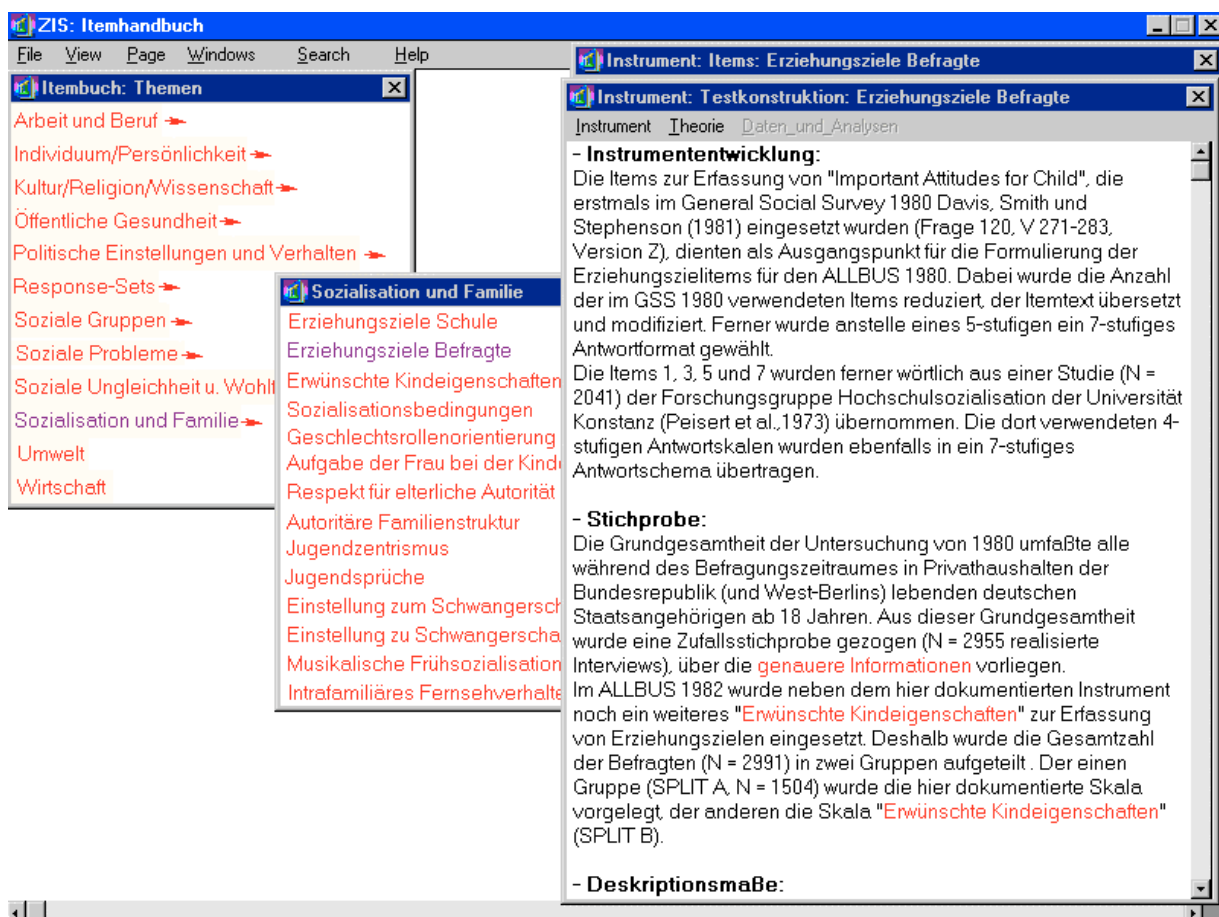 ZIS: Itemhandbuch
File View Page Windows Search Help
Itembuch: Themen
Arbeit und Beruf
Individuum/Persönlichkeit
Kultur/Religion/Wissenschaft
Öffentliche Gesundheit
Politische Einstellungen und Verhalten
Response-Sets
Soziale Gruppen
Soziale Probleme
Soziale Ungleichheit u. Wohlf
Sozialisation und Familie
Umwelt
Wirtschaft
Sozialisation und Familie
Erziehungsziele Schule
Erziehungsziele Befragte
Erwünschte Kindeigenschaften
Sozialisationsbedingungen
Geschlechtsrollenorientierung
Aufgabe der Frau bei der Kinde
Respekt für elterliche Autorität
Autoritäre Familienstruktur
Jugendzentrismus
Jugendsprüche
Einstellung zum Schwangersch
Einstellung zu Schwangerscha
Musikalische Frühsozialisation
Intrafamiliäres Fernsehverhalte
Instrument: Items: Erziehungsziele Befragte
Instrument: Testkonstruktion: Erziehungsziele Befragte
Instrument Theorie Daten_und_Analysen
- Instrumententwicklung:
Die Items zur Erfassung von "Important Attitudes for Child", die
erstmals im General Social Survey 1980 Davis, Smith und
Stephenson (1981) eingesetzt wurden (Frage 120, V 271-283,
Version Z), dienten als Ausgangspunkt für die Formulierung der
Erziehungszielitems für den ALLBUS 1980. Dabei wurde die Anzahl
der im GSS 1980 verwendeten Items reduziert, der Itemtext übersetzt
und modifiziert. Ferner wurde anstelle eines 5-stufigen ein 7-stufiges
Antwortformat gewählt.
Die Items 1, 3, 5 und 7 wurden ferner wörtlich aus einer Studie (N =
2041) der Forschungsgruppe Hochschulsozialisation der Universität
Konstanz (Peisert et al.,1973) übernommen. Die dort verwendeten 4-
stufigen Antwortskalen wurden ebenfalls in ein 7-stufiges
Antwortschema übertragen.
- Stichprobe:
Die Grundgesamtheit der Untersuchung von 1980 umfaßte alle
während des Befragungszeitraumes in Privathaushalten der
Bundesrepublik (und West-Berlins) lebenden deutschen
Staatsangehörigen ab 18 Jahren. Aus dieser Grundgesamtheit
wurde eine Zufallsstichprobe gezogen (N = 2955 realisierte
Interviews), über die genauere Informationen vorliegen.
Im ALLBUS 1982 wurde neben dem hier dokumentierten Instrument
noch ein weiteres "Erwünschte Kindeigenschaften" zur Erfassung
von Erziehungszielen eingesetzt. Deshalb wurde die Gesamtzahl
der Befragten (N = 2991) in zwei Gruppen aufgeteilt . Der einen
Gruppe (SPLIT A, N = 1504) wurde die hier dokumentierte Skala
vorgelegt, der anderen die Skala "Erwünschte Kindeigenschaften"
(SPLIT B).
- Deskriptionsmaße: